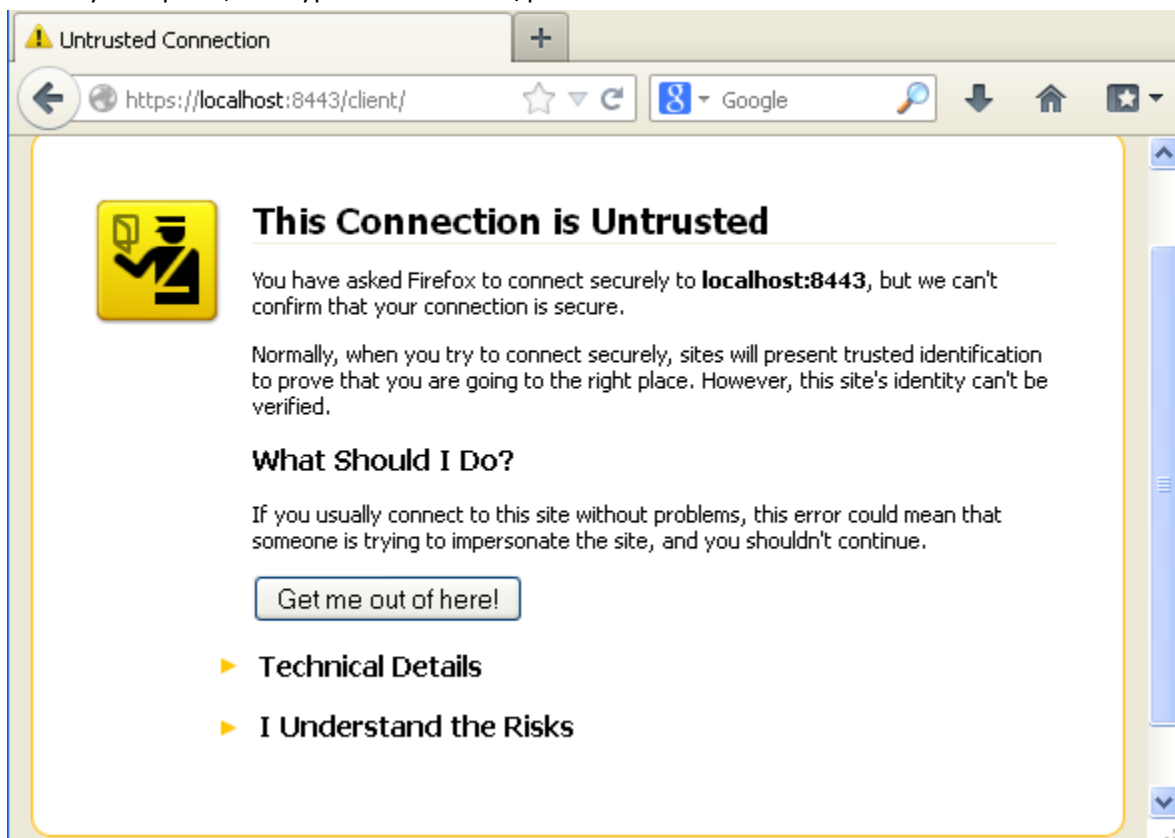 Untrusted Connection
https://localhost:8443/client/
8 Google
This Connection is Untrusted
You have asked Firefox to connect securely to localhost:8443, but we can't
confirm that your connection is secure.
Normally, when you try to connect securely, sites will present trusted identification
to prove that you are going to the right place. However, this site's identity can't be
verified.
What Should I Do?
If you usually connect to this site without problems, this error could mean that
someone is trying to impersonate the site, and you shouldn't continue.
Get me out of here!
Technical Details
I Understand the Risks